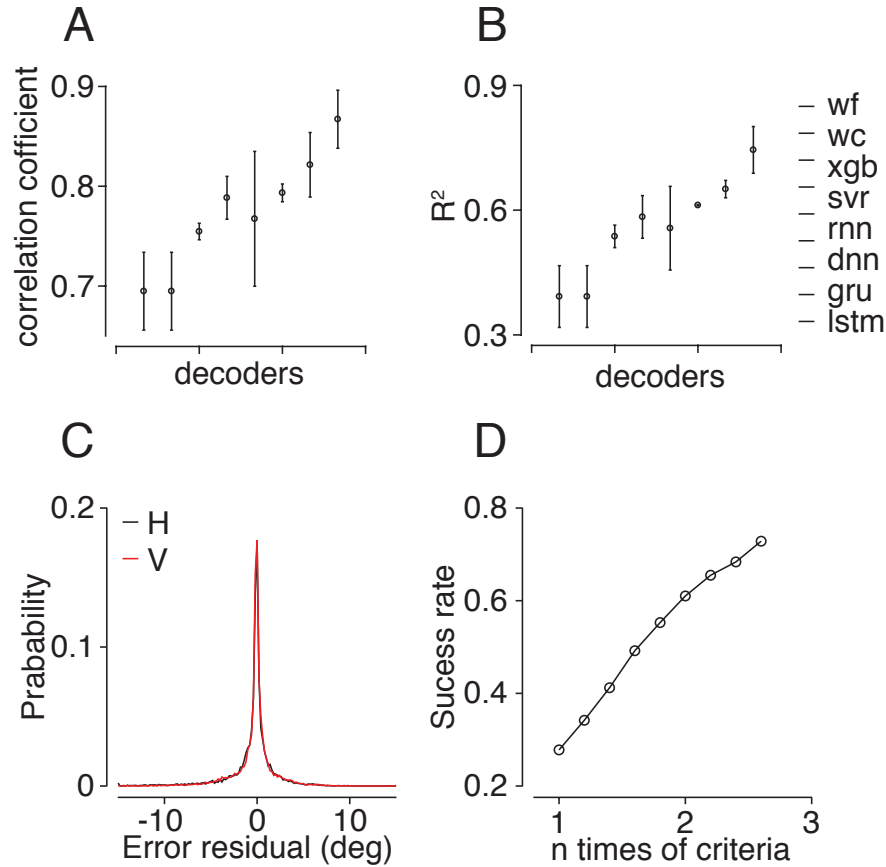 A
correlation cofficient
0.9
0.8
0.7
decoders
B
R²
0.9
0.6
0.3
decoders
wf
wc
xgb
svr
rnn
dnn
gru
lstm
C
Prabability
0.2
0.1
0
H
V
-10 0 10
Error residual (deg)
D
Sucess rate
0.8
0.6
0.4
0.2
1 2 3
n times of criteria